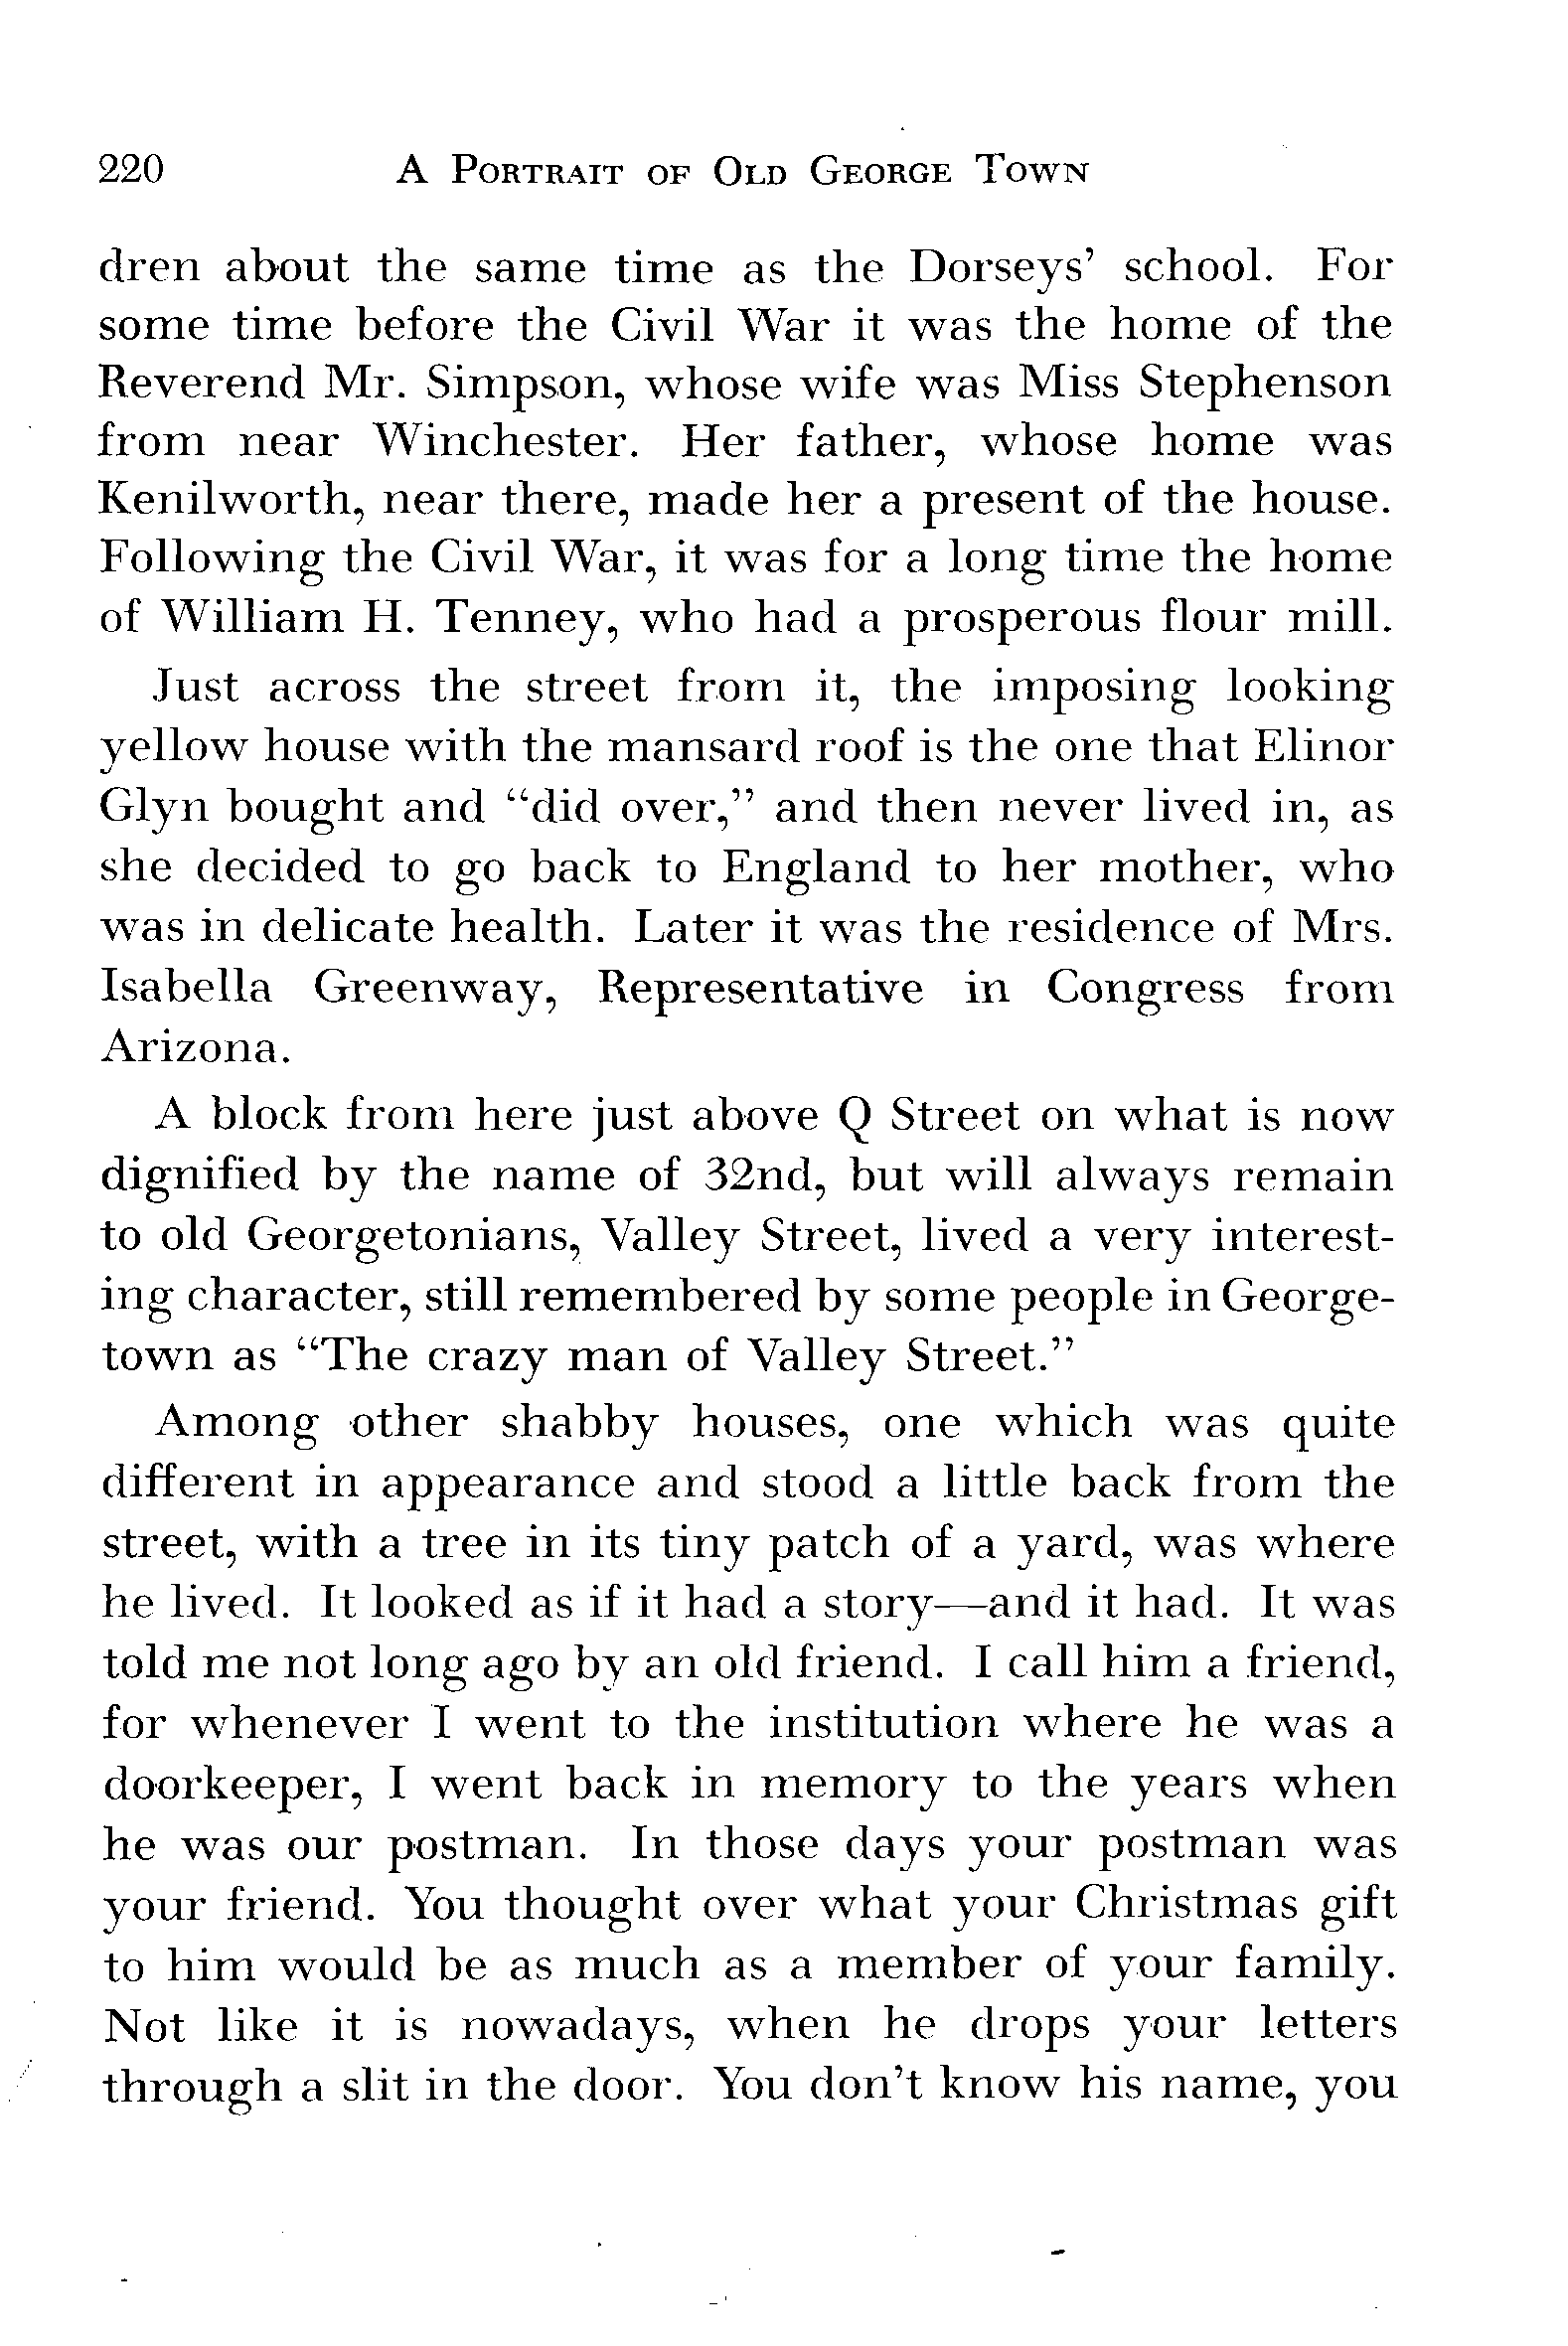 220 A Portrait of Old George Town
dren about the same time as the Dorseys' school. For
some time before the Civil War it was the home of the
Reverend Mr. Simpson, whose wife was Miss Stephenson
from near Winchester. Her father, whose home was
Kenilworth, near there, made her a present of the house.
Following the Civil War, it was for a long time the home
of William H. Tenney, who had a prosperous flour mill.
Just across the street from it, the imposing looking
yellow house with the mansard roof is the one that Elinor
Glyn bought and “did over,” and then never lived in, as
she decided to go back to England to her mother, who
was in delicate health. Later it was the residence of Mrs.
Isabella Greenway, Representative in Congress from
Arizona.
A block from here just above Q Street on what is now
dignified by the name of 32nd, but will always remain
to old Georgetonians, Valley Street, lived a very interest-
ing character, still remembered by some people in George-
town as “The crazy man of Valley Street.”
Among other shabby houses, one which was quite
different in appearance and stood a little back from the
street, with a tree in its tiny patch of a yard, was where
he lived. It looked as if it had a story—and it had. It was
told me not long ago by an old friend. I call him a friend,
for whenever I went to the institution where he was a
doorkeeper, I went back in memory to the years when
he was our postman. In those days your postman was
your friend. You thought over what your Christmas gift
to him would be as much as a member of your family.
Not like it is nowadays, when he drops your letters
through a slit in the door. You don't know his name, you